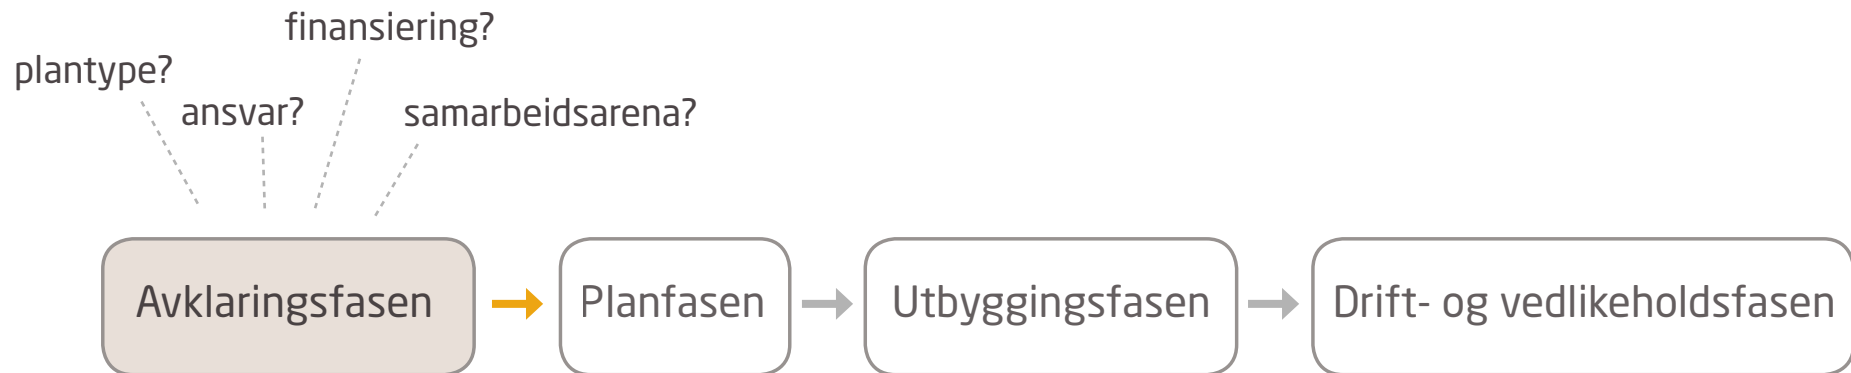 finansiering?
plantype?
ansvar?
samarbeidsarena?
Avklaringsfasen
Planfasen
Utbyggingsfasen
Drift- og vedlikeholdsfasen